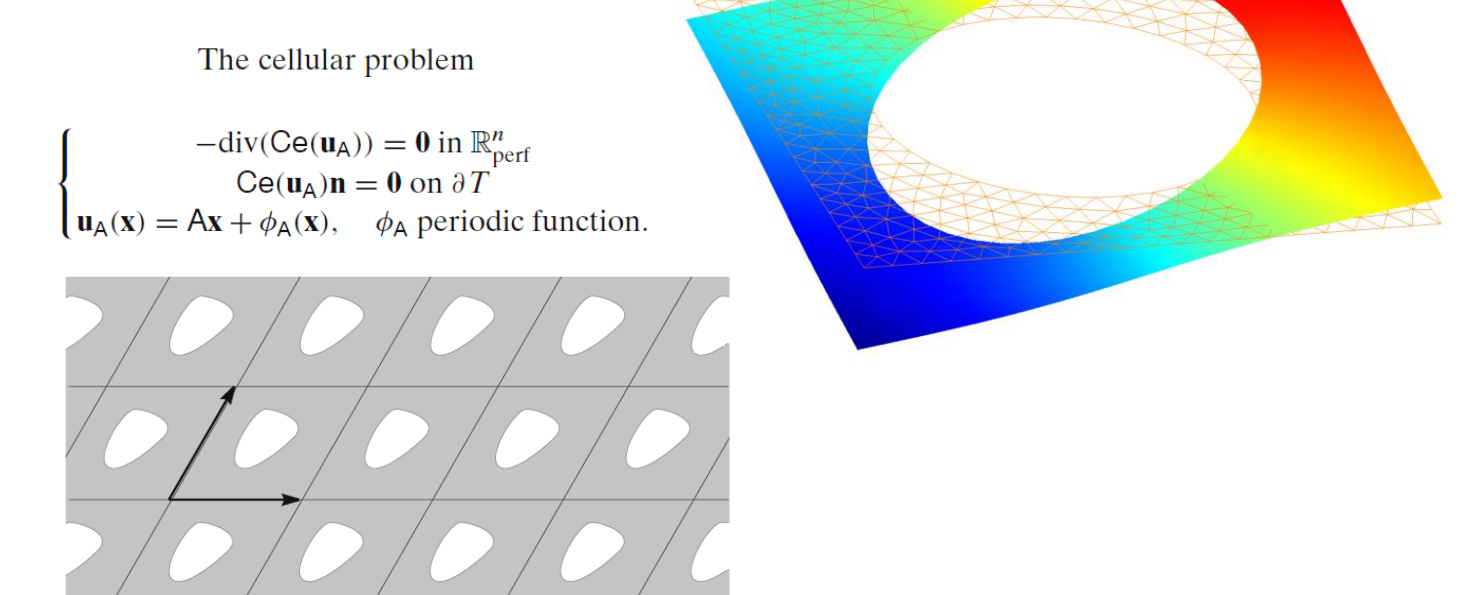 The cellular problem
−div(Ce(u_A)) = 0 in ℝ^n_perf
Ce(u_A)n = 0 on ∂T
u_A(x) = Ax + ϕ_A(x), ϕ_A periodic function.